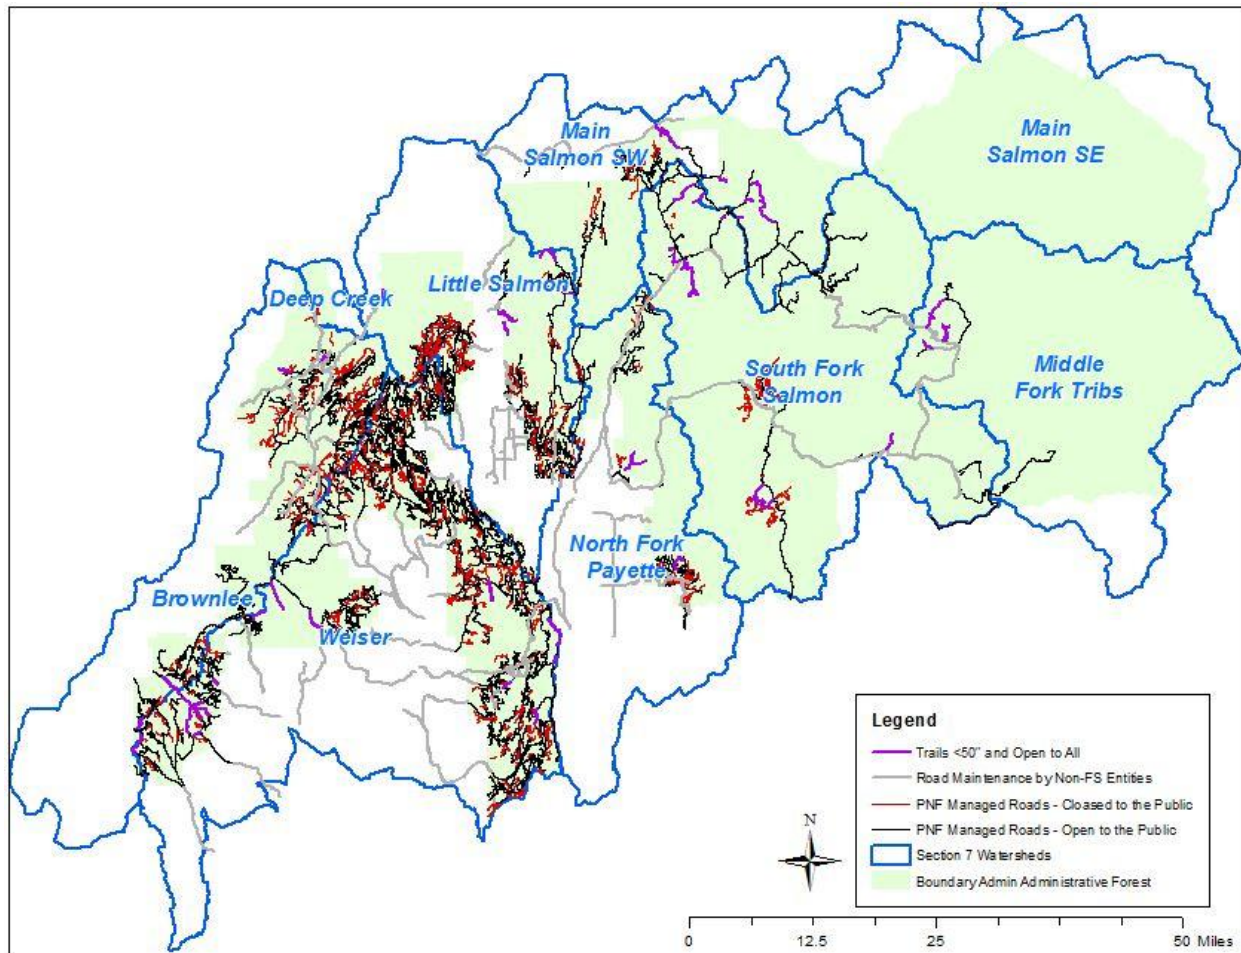 Main
Salmon SW
Main
Salmon SE
Deep Creek
Little Salmon
South Fork
Salmon
Middle
Fork Tribs
North Fork
Payette
Brownlee
Weiser
Legend
Trails <50" and Open to All
Road Maintenance by Non-FS Entities
PNF Managed Roads - Cloased to the Public
PNF Managed Roads - Open to the Public
Section 7 Watersheds
Boundary Admin Administrative Forest
N
0 12.5 25 50 Miles